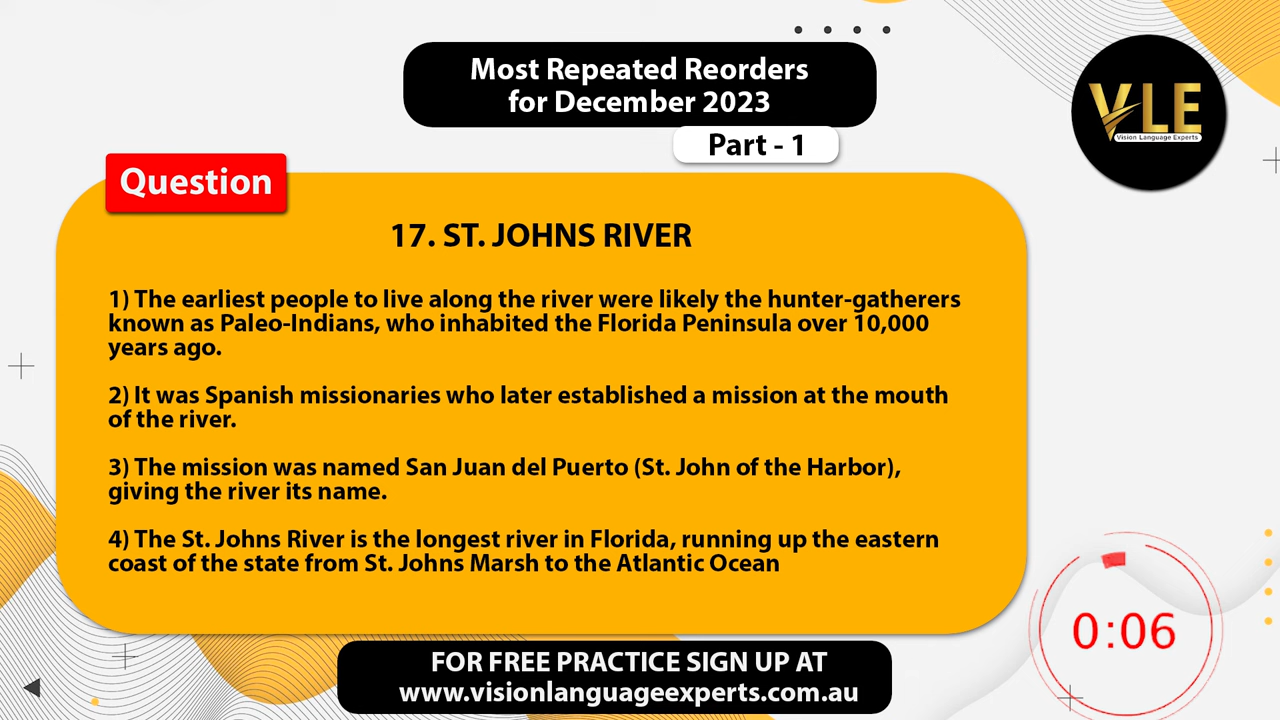 Most Repeated Reorders
for December 2023
Part - 1
VLE
Vision Language Experts
Question
17. ST. JOHNS RIVER
1) The earliest people to live along the river were likely the hunter-gatherers
known as Paleo-Indians, who inhabited the Florida Peninsula over 10,000
years ago.
2) It was Spanish missionaries who later established a mission at the mouth
of the river.
3) The mission was named San Juan del Puerto (St. John of the Harbor),
giving the river its name.
4) The St. Johns River is the longest river in Florida, running up the eastern
coast of the state from St. Johns Marsh to the Atlantic Ocean
0:06
FOR FREE PRACTICE SIGN UP AT
www.visionlanguageexperts.com.au